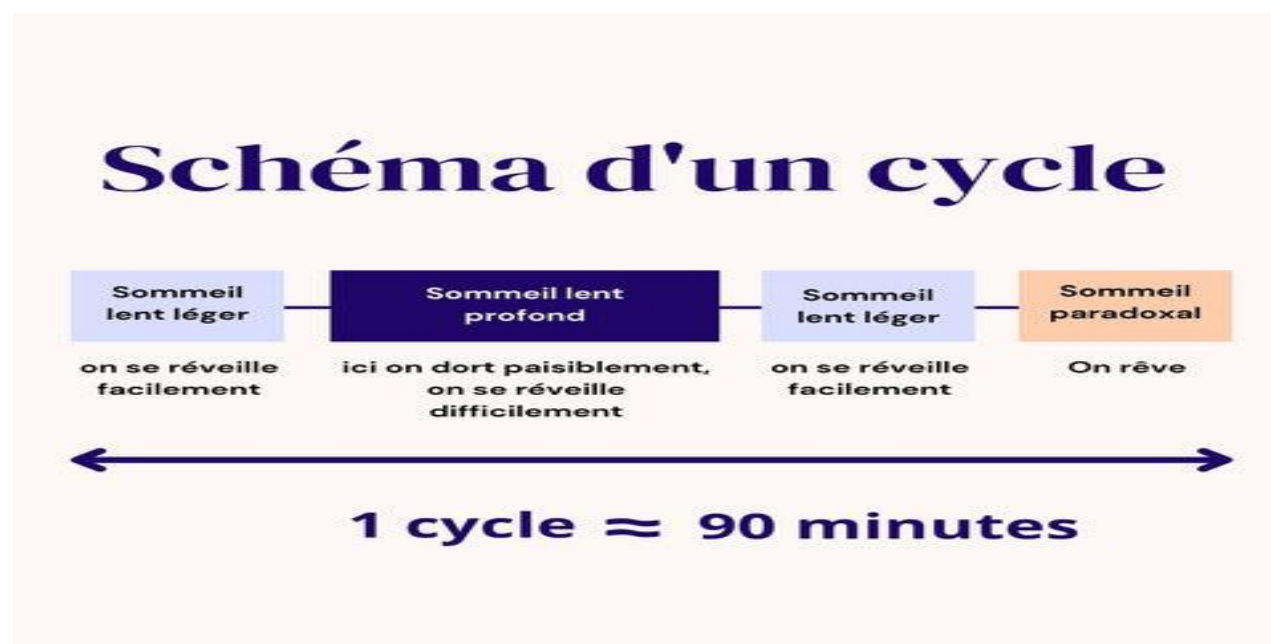 Schéma d'un cycle
Sommeil
lent léger
on se réveille
facilement
Sommeil lent
profond
ici on dort paisiblement,
on se réveille
difficilement
Sommeil
lent léger
on se réveille
facilement
Sommeil
paradoxal
On rêve
1 cycle ≈ 90 minutes